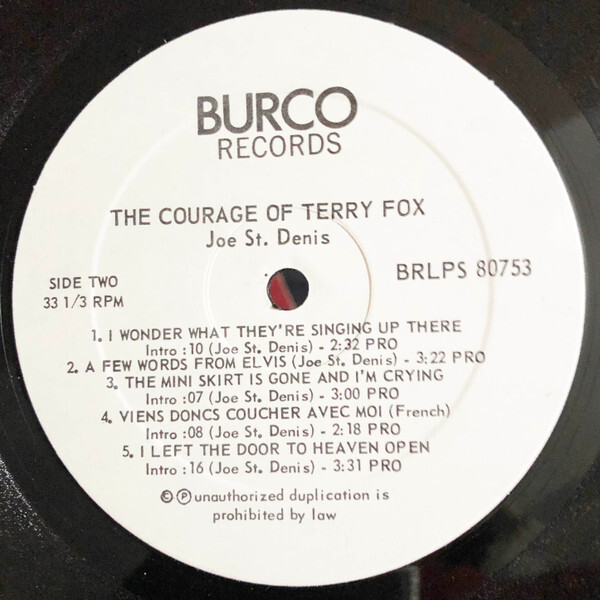 BURCO
RECORDS
THE COURAGE OF TERRY FOX
Joe St. Denis
SIDE TWO
33 1/3 RPM
BRLPS 80753
1. I WONDER WHAT THEY'RE SINGING UP THERE
Intro :10 (Joe St. Denis) - 2:32 PRO
2. A FEW WORDS FROM ELVIS (Joe St. Denis) - 3:22 PRO
3. THE MINI SKIRT IS GONE AND I'M CRYING
Intro :07 (Joe St. Denis) - 3:00 PRO
4. VIENS DONCS COUCHER AVEC MOI (French)
Intro :08 (Joe St. Denis) - 2:18 PRO
5. I LEFT THE DOOR TO HEAVEN OPEN
Intro :16 (Joe St. Denis) - 3:31 PRO
© ℗ unauthorized duplication is
prohibited by law